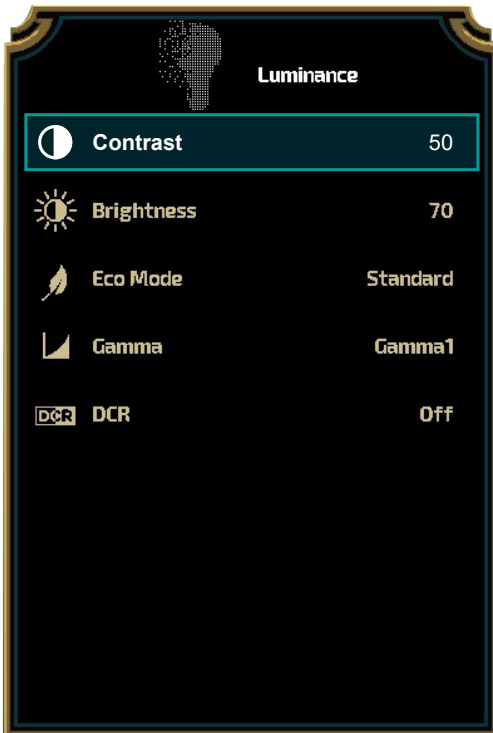 Luminance
Contrast 50
Brightness 70
Eco Mode Standard
Gamma Gamma1
DCR DCR Off